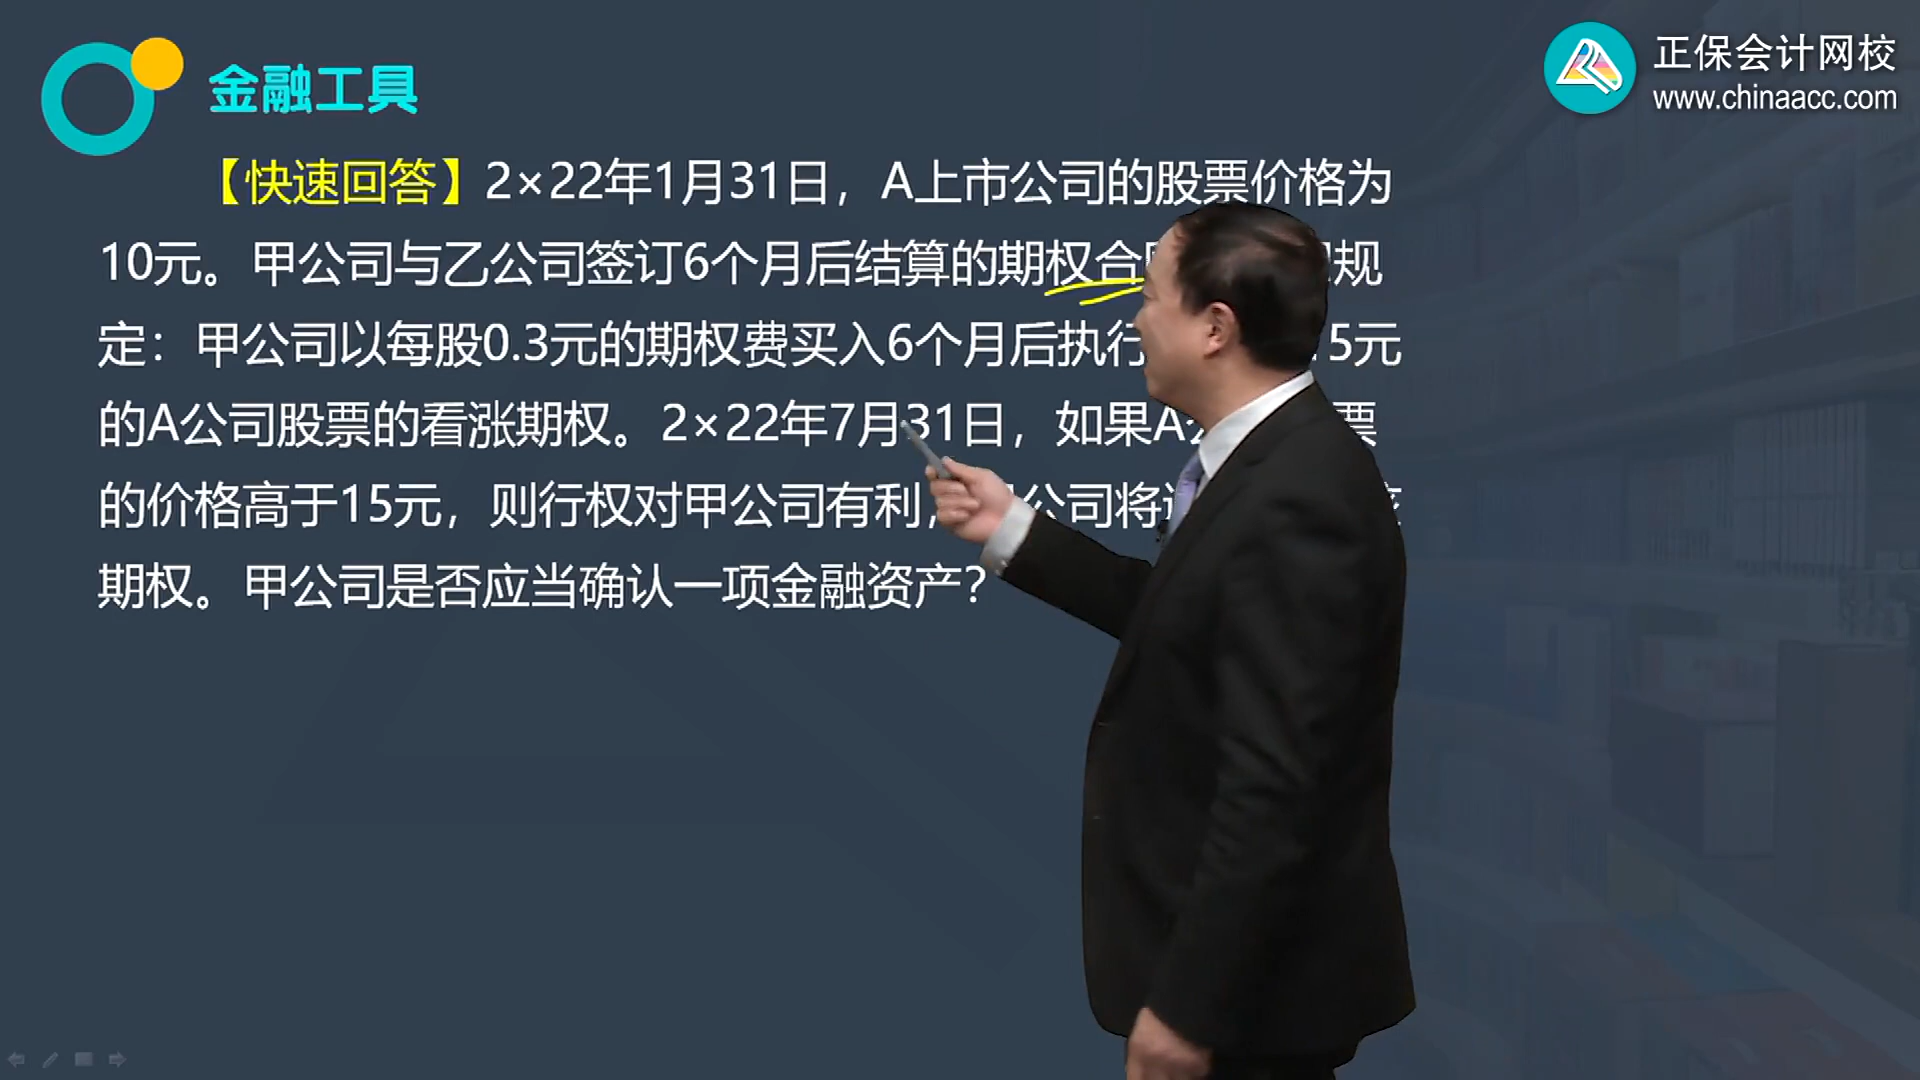 金融工具
正保会计网校
www.chinaacc.com
【快速回答】2×22年1月31日，A上市公司的股票价格为
10元。甲公司与乙公司签订6个月后结算的期权合 规
定：甲公司以每股0.3元的期权费买入6个月后执行 15元
的A公司股票的看涨期权。2×22年7月31日，如果A公 票
的价格高于15元，则行权对甲公司有利， 公司将
期权。甲公司是否应当确认一项金融资产？